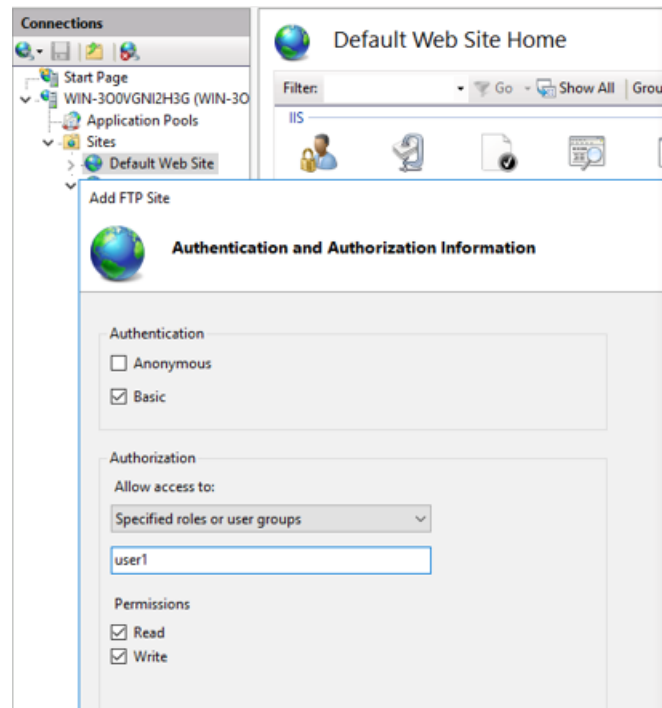 Connections
Start Page
WIN-3O0VGNI2H3G (WIN-3O
Application Pools
Sites
Default Web Site
Default Web Site Home
Filter:
Go
Show All
Grou
IIS
Add FTP Site
Authentication and Authorization Information
Authentication
Anonymous
Basic
Authorization
Allow access to:
Specified roles or user groups
user1
Permissions
Read
Write